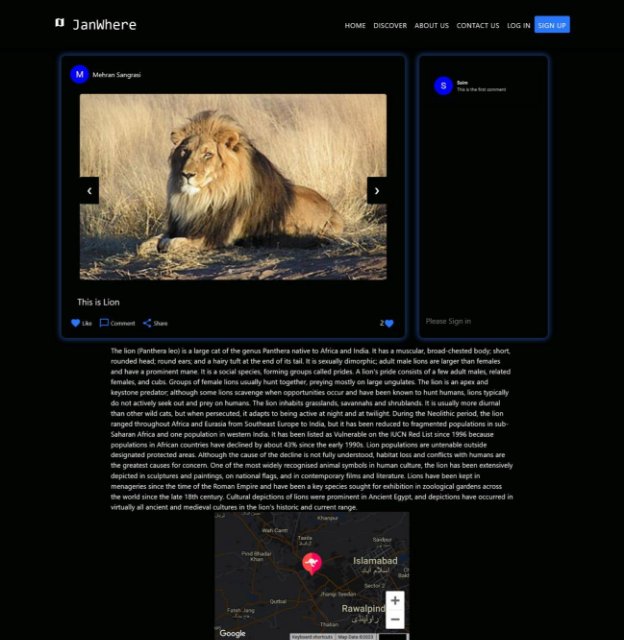 JanWhere
HOME DISCOVER ABOUT US CONTACT US LOG IN SIGN UP
M Mehran Sangrasi
This is Lion
Like Comment Share 2
S Saim
This is the first comment
Please Sign in
The lion (Panthera leo) is a large cat of the genus Panthera native to Africa and India. It has a muscular, broad-chested body; short,
rounded head; round ears; and a hairy tuft at the end of its tail. It is sexually dimorphic; adult male lions are larger than females
and have a prominent mane. It is a social species, forming groups called prides. A lion's pride consists of a few adult males, related
females, and cubs. Groups of female lions usually hunt together, preying mostly on large ungulates. The lion is an apex and
keystone predator; although some lions scavenge when opportunities occur and have been known to hunt humans, lions typically
do not actively seek out and prey on humans. The lion inhabits grasslands, savannahs and shrublands. It is usually more diurnal
than other wild cats, but when persecuted, it adapts to being active at night and at twilight. During the Neolithic period, the lion
ranged throughout Africa and Eurasia from Southeast Europe to India, but it has been reduced to fragmented populations in sub-
Saharan Africa and one population in western India. It has been listed as Vulnerable on the IUCN Red List since 1996 because
populations in African countries have declined by about 43% since the early 1990s. Lion populations are untenable outside
designated protected areas. Although the cause of the decline is not fully understood, habitat loss and conflicts with humans are
the greatest causes for concern. One of the most widely recognised animal symbols in human culture, the lion has been extensively
depicted in sculptures and paintings, on national flags, and in contemporary films and literature. Lions have been kept in
menageries since the time of the Roman Empire and have been a key species sought for exhibition in zoological gardens across
the world since the late 18th century. Cultural depictions of lions were prominent in Ancient Egypt, and depictions have occurred in
virtually all ancient and medieval cultures in the lion's historic and current range.
Khanpur
Wah Cantt
Taxila
ٹیکسلا
Saidpur
Pind Bahadar
Khan
Islamabad
اسلام آباد
Sector 2
Jhangi Seedan
Qutbal
Rawalpind
راولپنڈی
Fateh Jang
Thalian
Google
Keyboard shortcuts Map Data ©2023